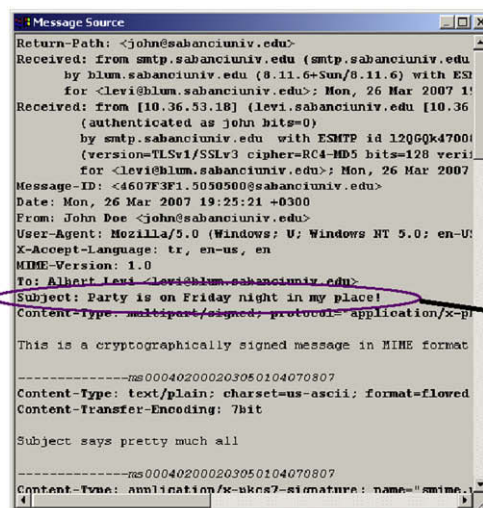 Message Source
Return-Path: <john@sabanciuniv.edu>
Received: from smtp.sabanciuniv.edu (smtp.sabanciuniv.edu
by blum.sabanciuniv.edu (8.11.6+Sun/8.11.6) with
for <levi@blum.sabanciuniv.edu>; Mon, 26 Mar 2007
Received: from [10.36.53.18] (levi.sabanciuniv.edu [10.36
(authenticated as john bits=0)
by smtp.sabanciuniv.edu with ESMTP id
(version=TLSv1/SSLv3 cipher=RC4-MD5 bits=128
for <levi@blum.sabanciuniv.edu>; Mon, 26 Mar 2007
Message-ID: <4607F3F1.5050500@sabanciuniv.edu>
Date: Mon, 26 Mar 2007 19:25:21 +0300
From: John Doe <john@sabanciuniv.edu>
User-Agent: Mozilla/5.0 (Windows; U; Windows NT 5.0;
X-Accept-Language: tr, en-us, en
MIME-Version: 1.0
To: Albert Levi <levi@blum.sabanciuniv.edu>
Subject: Party is on Friday night in my place!
Content-Type: multipart/signed; protocol=
This is a cryptographically signed message in MIME format
--------------ms000402000203050104070807
Content-Type: text/plain; charset=us-ascii; format=flowed
Content-Transfer-Encoding: 7bit
Subject says pretty much all
--------------ms000402000203050104070807
Content-Type: application/x-pkcs7-signature;